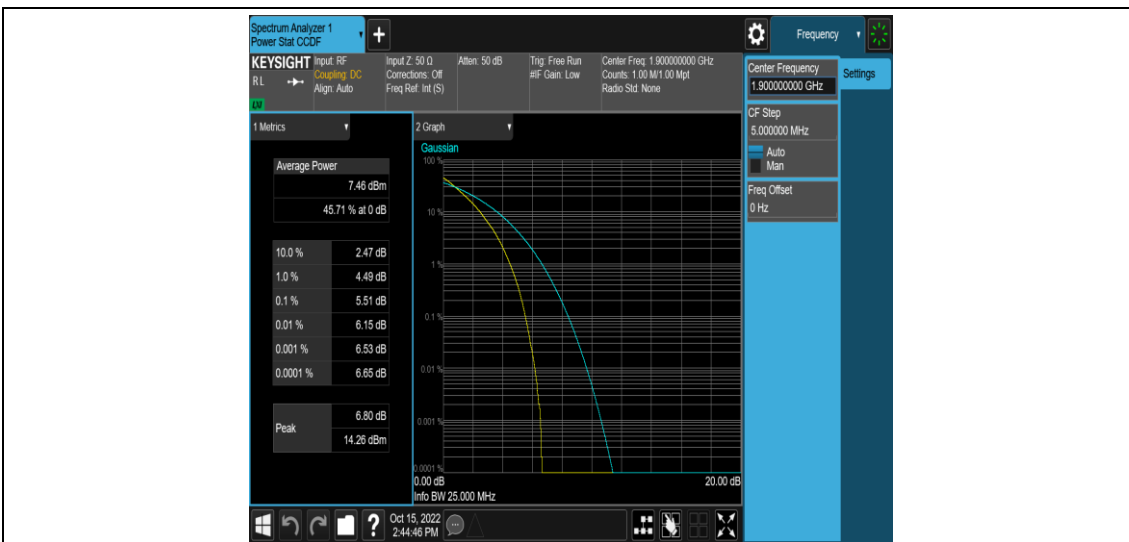 Spectrum Analyzer 1
Power Stat CCDF
Frequency
KEYSIGHT
RL
Input: RF
Coupling: DC
Align: Auto
Input Z: 50 Ω
Corrections: Off
Freq Ref: Int (S)
Atten: 50 dB
Trig: Free Run
#IF Gain: Low
Center Freq: 1.900000000 GHz
Counts: 1.00 M/1.00 Mpt
Radio Std: None
Center Frequency
1.900000000 GHz
Settings
CF Step
5.000000 MHz
Auto
Man
Freq Offset
0 Hz
1 Metrics
Average Power
7.46 dBm
45.71 % at 0 dB
10.0 % 2.47 dB
1.0 % 4.49 dB
0.1 % 5.51 dB
0.01 % 6.15 dB
0.001 % 6.53 dB
0.0001 % 6.65 dB
Peak
6.80 dB
14.26 dBm
2 Graph
Gaussian
100 %
10 %
1 %
0.1 %
0.01 %
0.001 %
0.0001 %
0.00 dB 20.00 dB
Info BW 25.000 MHz
?
Oct 15, 2022
2:44:46 PM